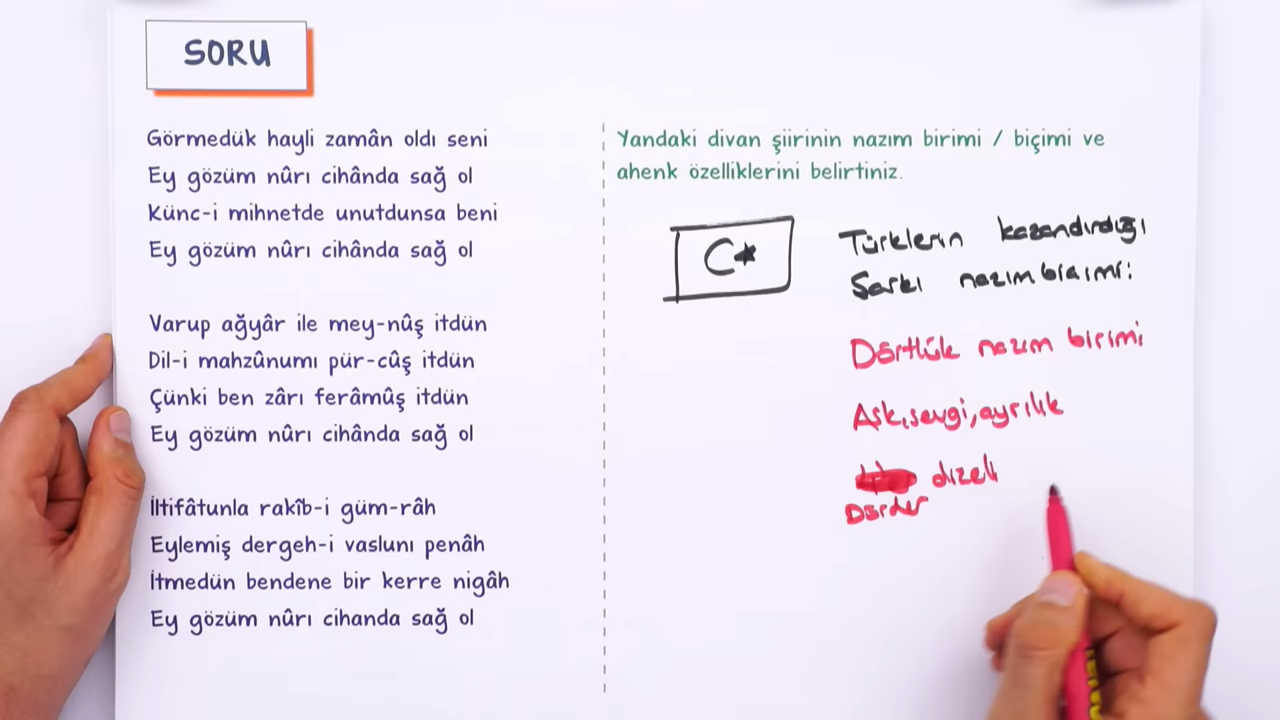 SORU
Görmedük hayli zamân oldı seni
Ey gözüm nûrı cihânda sağ ol
Künc-i mihnetde unutdunsa beni
Ey gözüm nûrı cihânda sağ ol
Varup ağyâr ile mey-nûş itdün
Dil-i mahzûnumı pür-cûş itdün
Çünki ben zârı ferâmûş itdün
Ey gözüm nûrı cihânda sağ ol
İltifâtunla rakîb-i güm-râh
Eylemiş dergeh-i vaslunı penâh
İtmedün bendene bir kerre nigâh
Ey gözüm nûrı cihanda sağ ol
Yandaki divan şiirinin nazım birimi / biçimi ve
ahenk özelliklerini belirtiniz.
Türklerin kazandırdığı
Şarkı nazım
Dörtlük nazım birimi
Aşk, sevgi, ayrılık
dizeli
Dörder